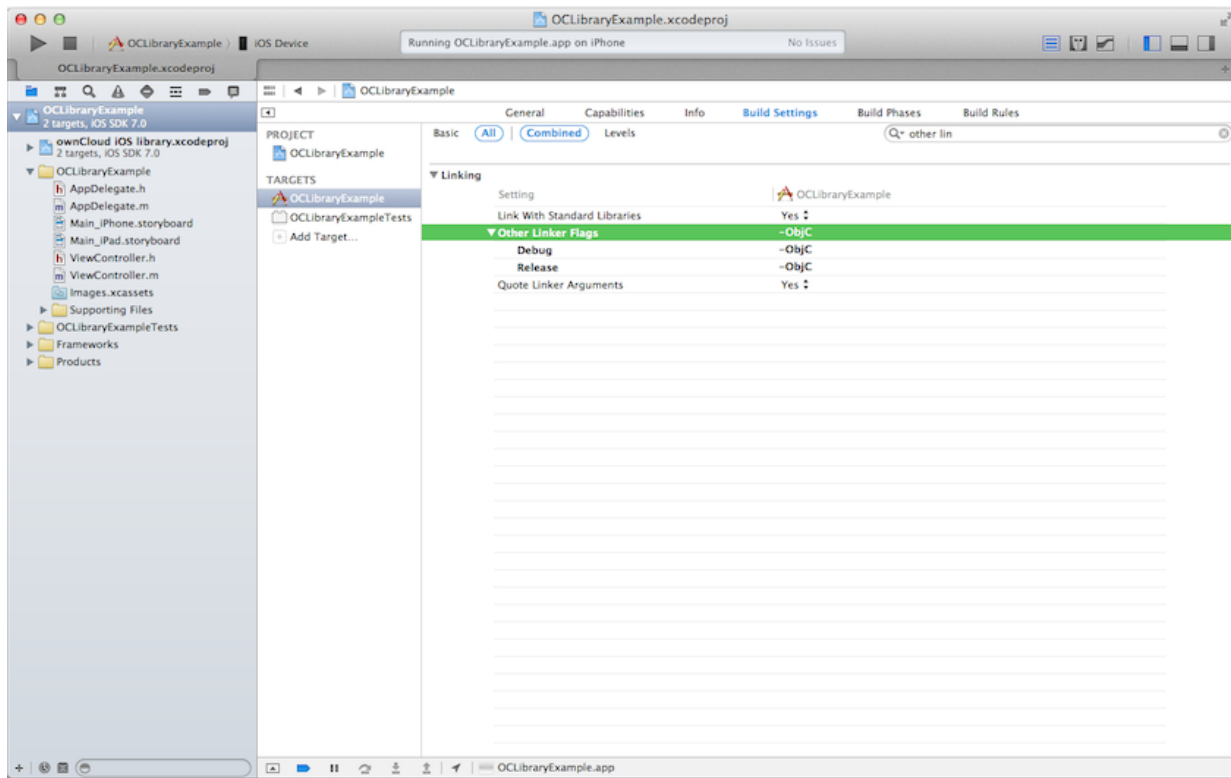 OCLibraryExample.xcodeproj
OCLibraryExample
iOS Device
Running OCLibraryExample.app on iPhone
No Issues
OCLibraryExample.xcodeproj
OCLibraryExample
2 targets, iOS SDK 7.0
ownCloud iOS library.xcodeproj
2 targets, iOS SDK 7.0
OCLibraryExample
h AppDelegate.h
m AppDelegate.m
Main_iPhone.storyboard
Main_iPad.storyboard
h ViewController.h
m ViewController.m
Images.xcassets
Supporting Files
OCLibraryExampleTests
Frameworks
Products
OCLibraryExample
General Capabilities Info Build Settings Build Phases Build Rules
PROJECT
OCLibraryExample
TARGETS
OCLibraryExample
OCLibraryExampleTests
Add Target...
Basic All Combined Levels
other lin
Linking
Setting OCLibraryExample
Link With Standard Libraries Yes
Other Linker Flags -ObjC
Debug -ObjC
Release -ObjC
Quote Linker Arguments Yes
OCLibraryExample.app